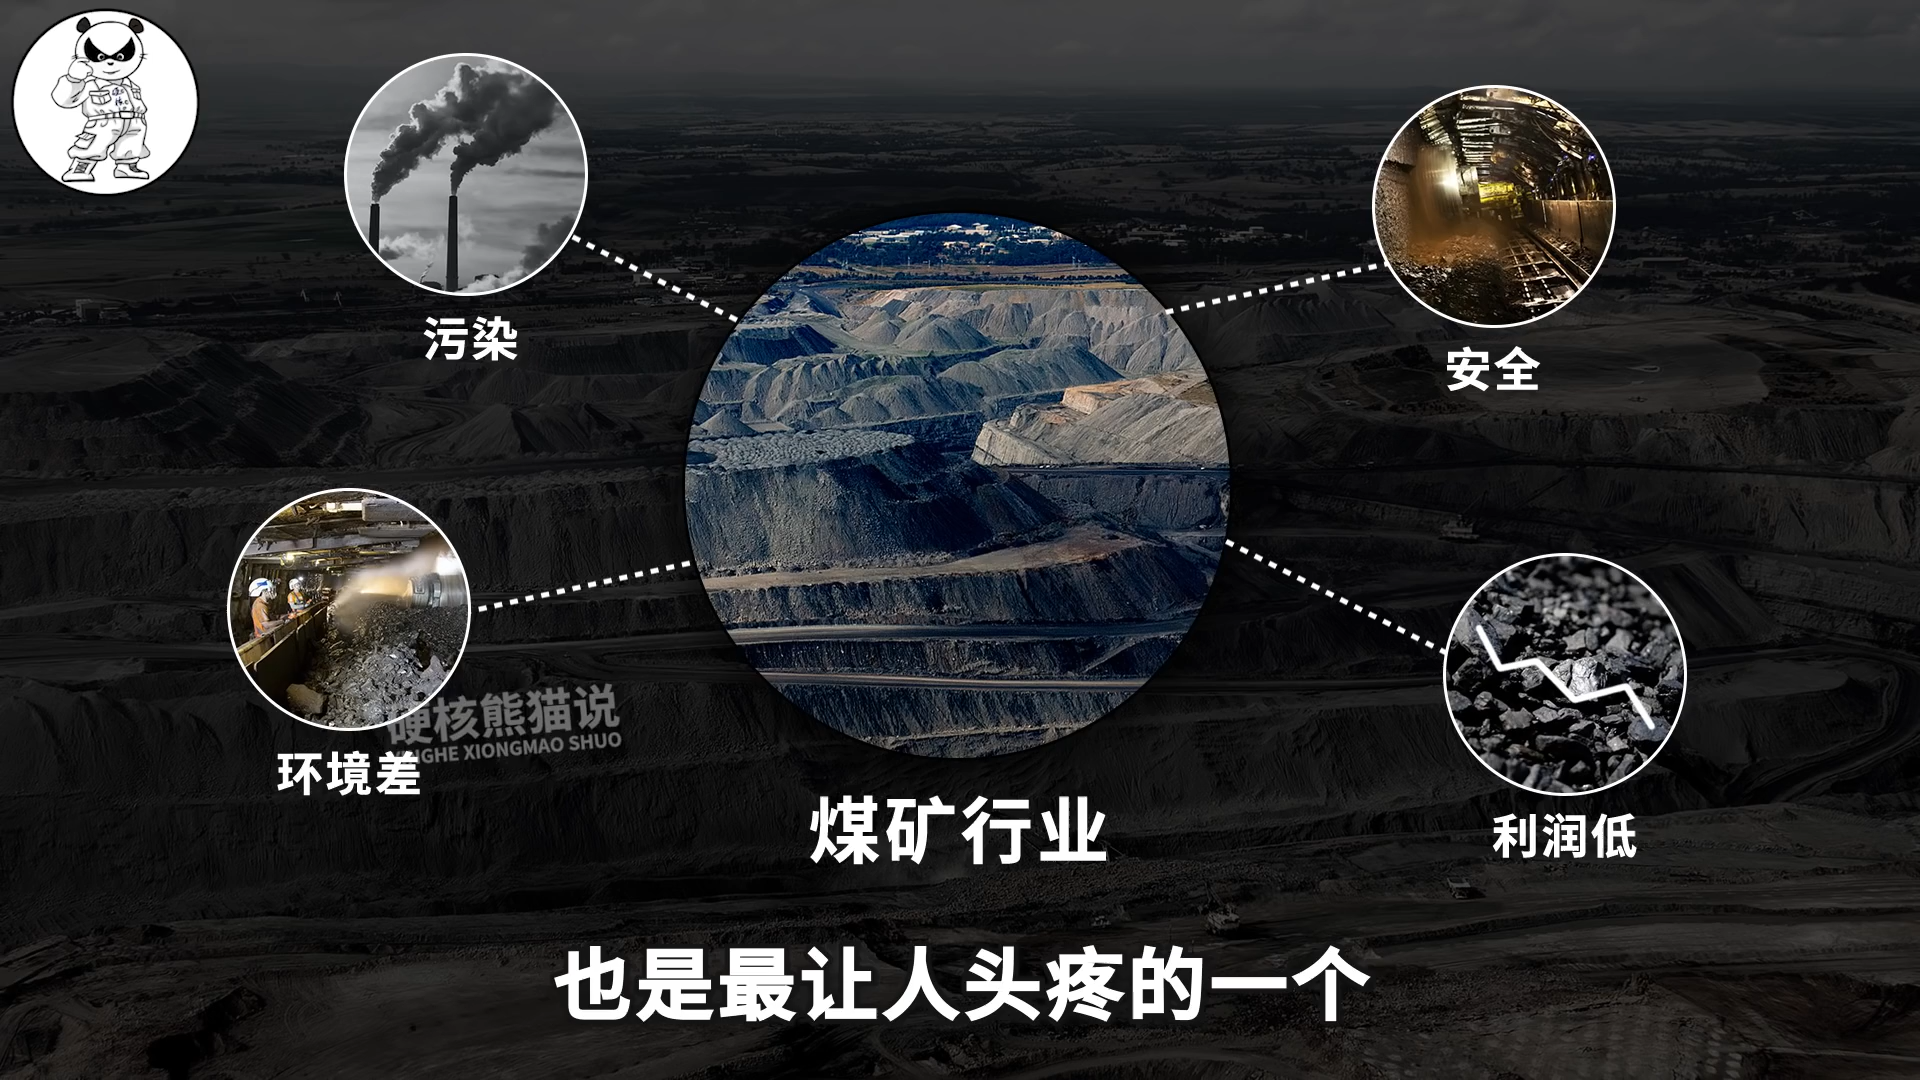 污染
安全
环境差
硬核熊猫说
YINGHE XIONGMAO SHUO
利润低
煤矿行业
也是最让人头疼的一个